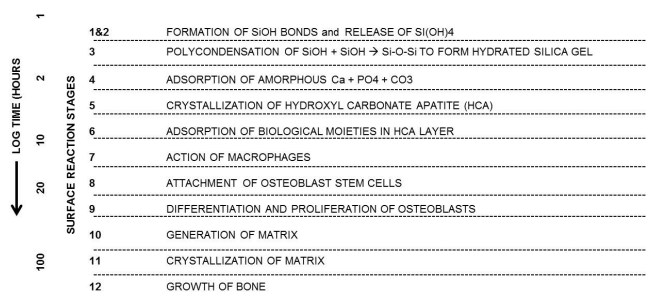 LOG TIME (HOURS
1
2
10
20
100
SURFACE REACTION STAGES
1&2 FORMATION OF SiOH BONDS and RELEASE OF SI(OH)4
3 POLYCONDENSATION OF SiOH + SiOH → Si-O-Si TO FORM HYDRATED SILICA GEL
4 ADSORPTION OF AMORPHOUS Ca + PO4 + CO3
5 CRYSTALLIZATION OF HYDROXYL CARBONATE APATITE (HCA)
6 ADSORPTION OF BIOLOGICAL MOIETIES IN HCA LAYER
7 ACTION OF MACROPHAGES
8 ATTACHMENT OF OSTEOBLAST STEM CELLS
9 DIFFERENTIATION AND PROLIFERATION OF OSTEOBLASTS
10 GENERATION OF MATRIX
11 CRYSTALLIZATION OF MATRIX
12 GROWTH OF BONE